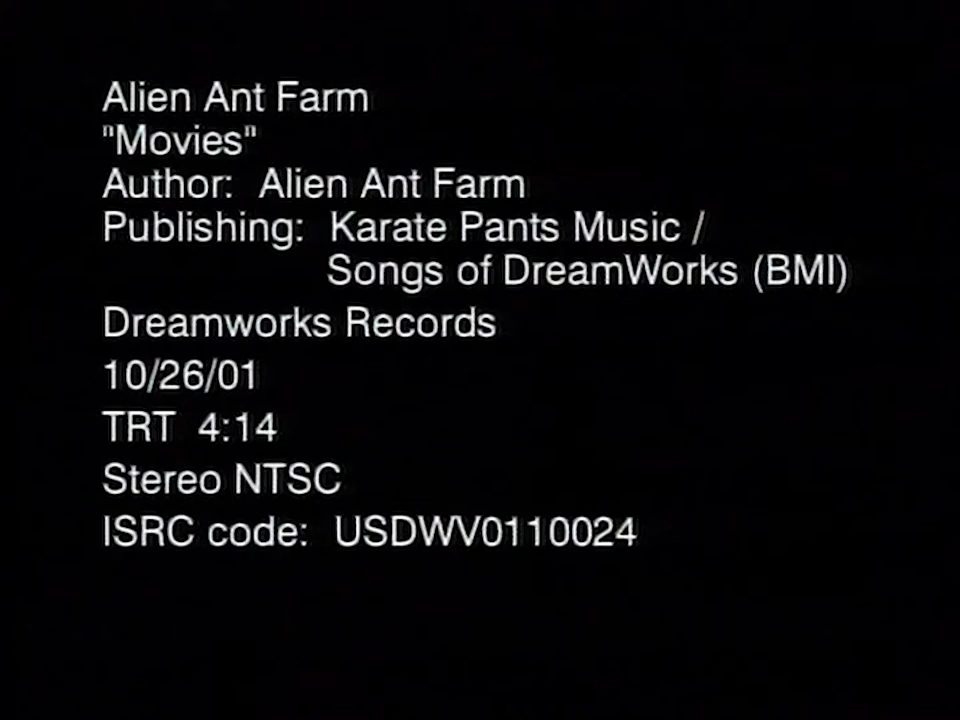 Alien Ant Farm
"Movies"
Author: Alien Ant Farm
Publishing: Karate Pants Music /
Songs of DreamWorks (BMI)
Dreamworks Records
10/26/01
TRT 4:14
Stereo NTSC
ISRC code: USDWV0110024